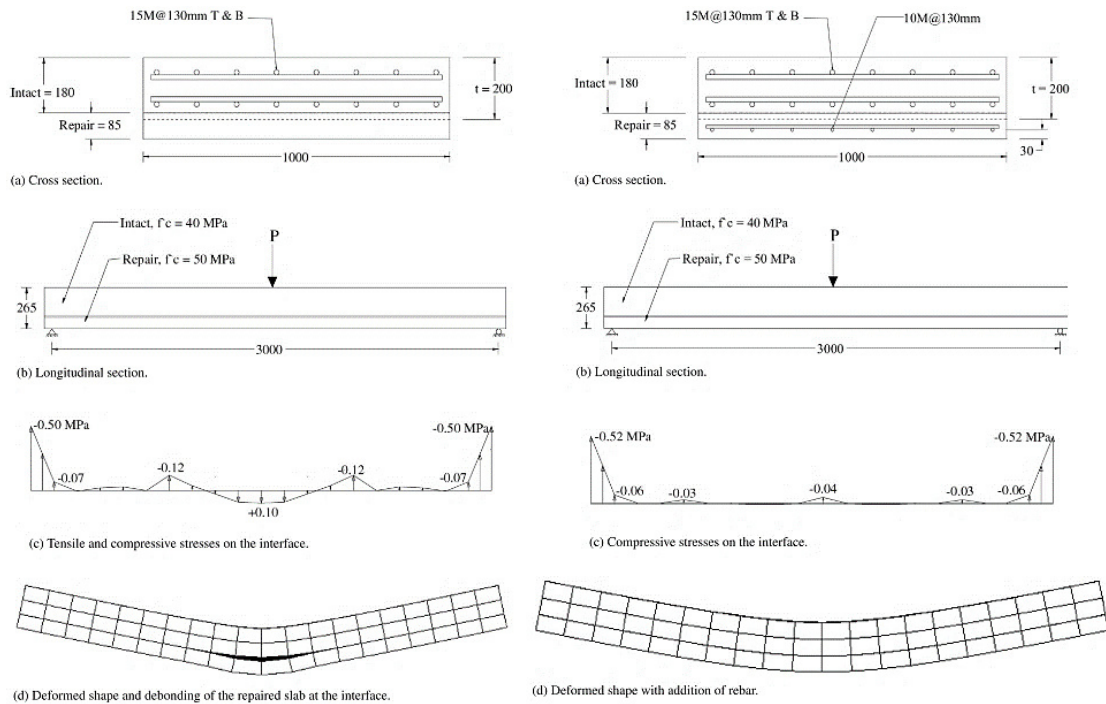 15M@130mm T & B
Intact = 180
t = 200
Repair = 85
1000
(a) Cross section.
Intact, f'c = 40 MPa
P
Repair, f'c = 50 MPa
265
3000
(b) Longitudinal section.
-0.50 MPa
-0.50 MPa
-0.12
-0.12
-0.07
-0.07
+0.10
(c) Tensile and compressive stresses on the interface.
(d) Deformed shape and debonding of the repaired slab at the interface.
15M@130mm T & B
10M@130mm
Intact = 180
t = 200
Repair = 85
1000
30
(a) Cross section.
Intact, f'c = 40 MPa
P
Repair, f'c = 50 MPa
265
3000
(b) Longitudinal section.
-0.52 MPa
-0.52 MPa
-0.06
-0.03
-0.04
-0.03
-0.06
(c) Compressive stresses on the interface.
(d) Deformed shape with addition of rebar.